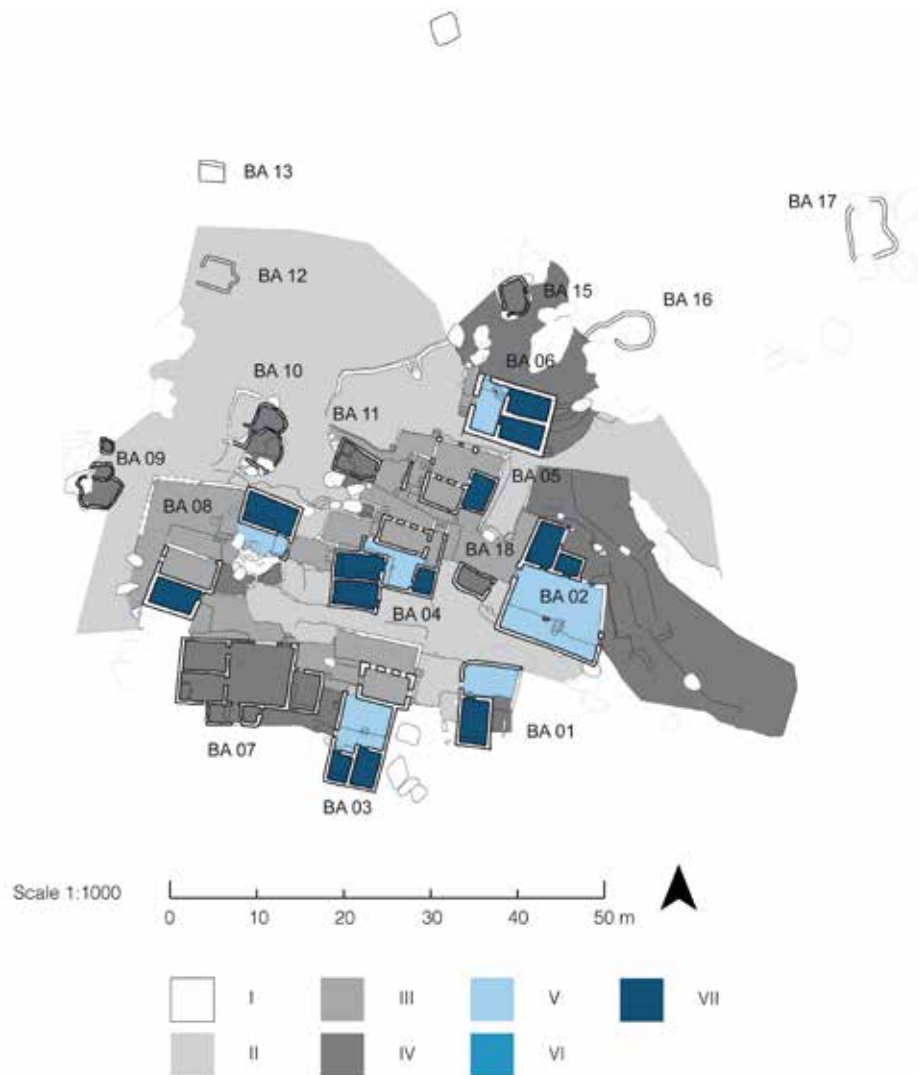 BA 13
BA 17
BA 12
BA 15
BA 16
BA 10
BA 06
BA 11
BA 09
BA 05
BA 08
BA 18
BA 02
BA 04
BA 01
BA 07
BA 03
Scale 1:1000
0 10 20 30 40 50 m
I III V VII
II IV VI